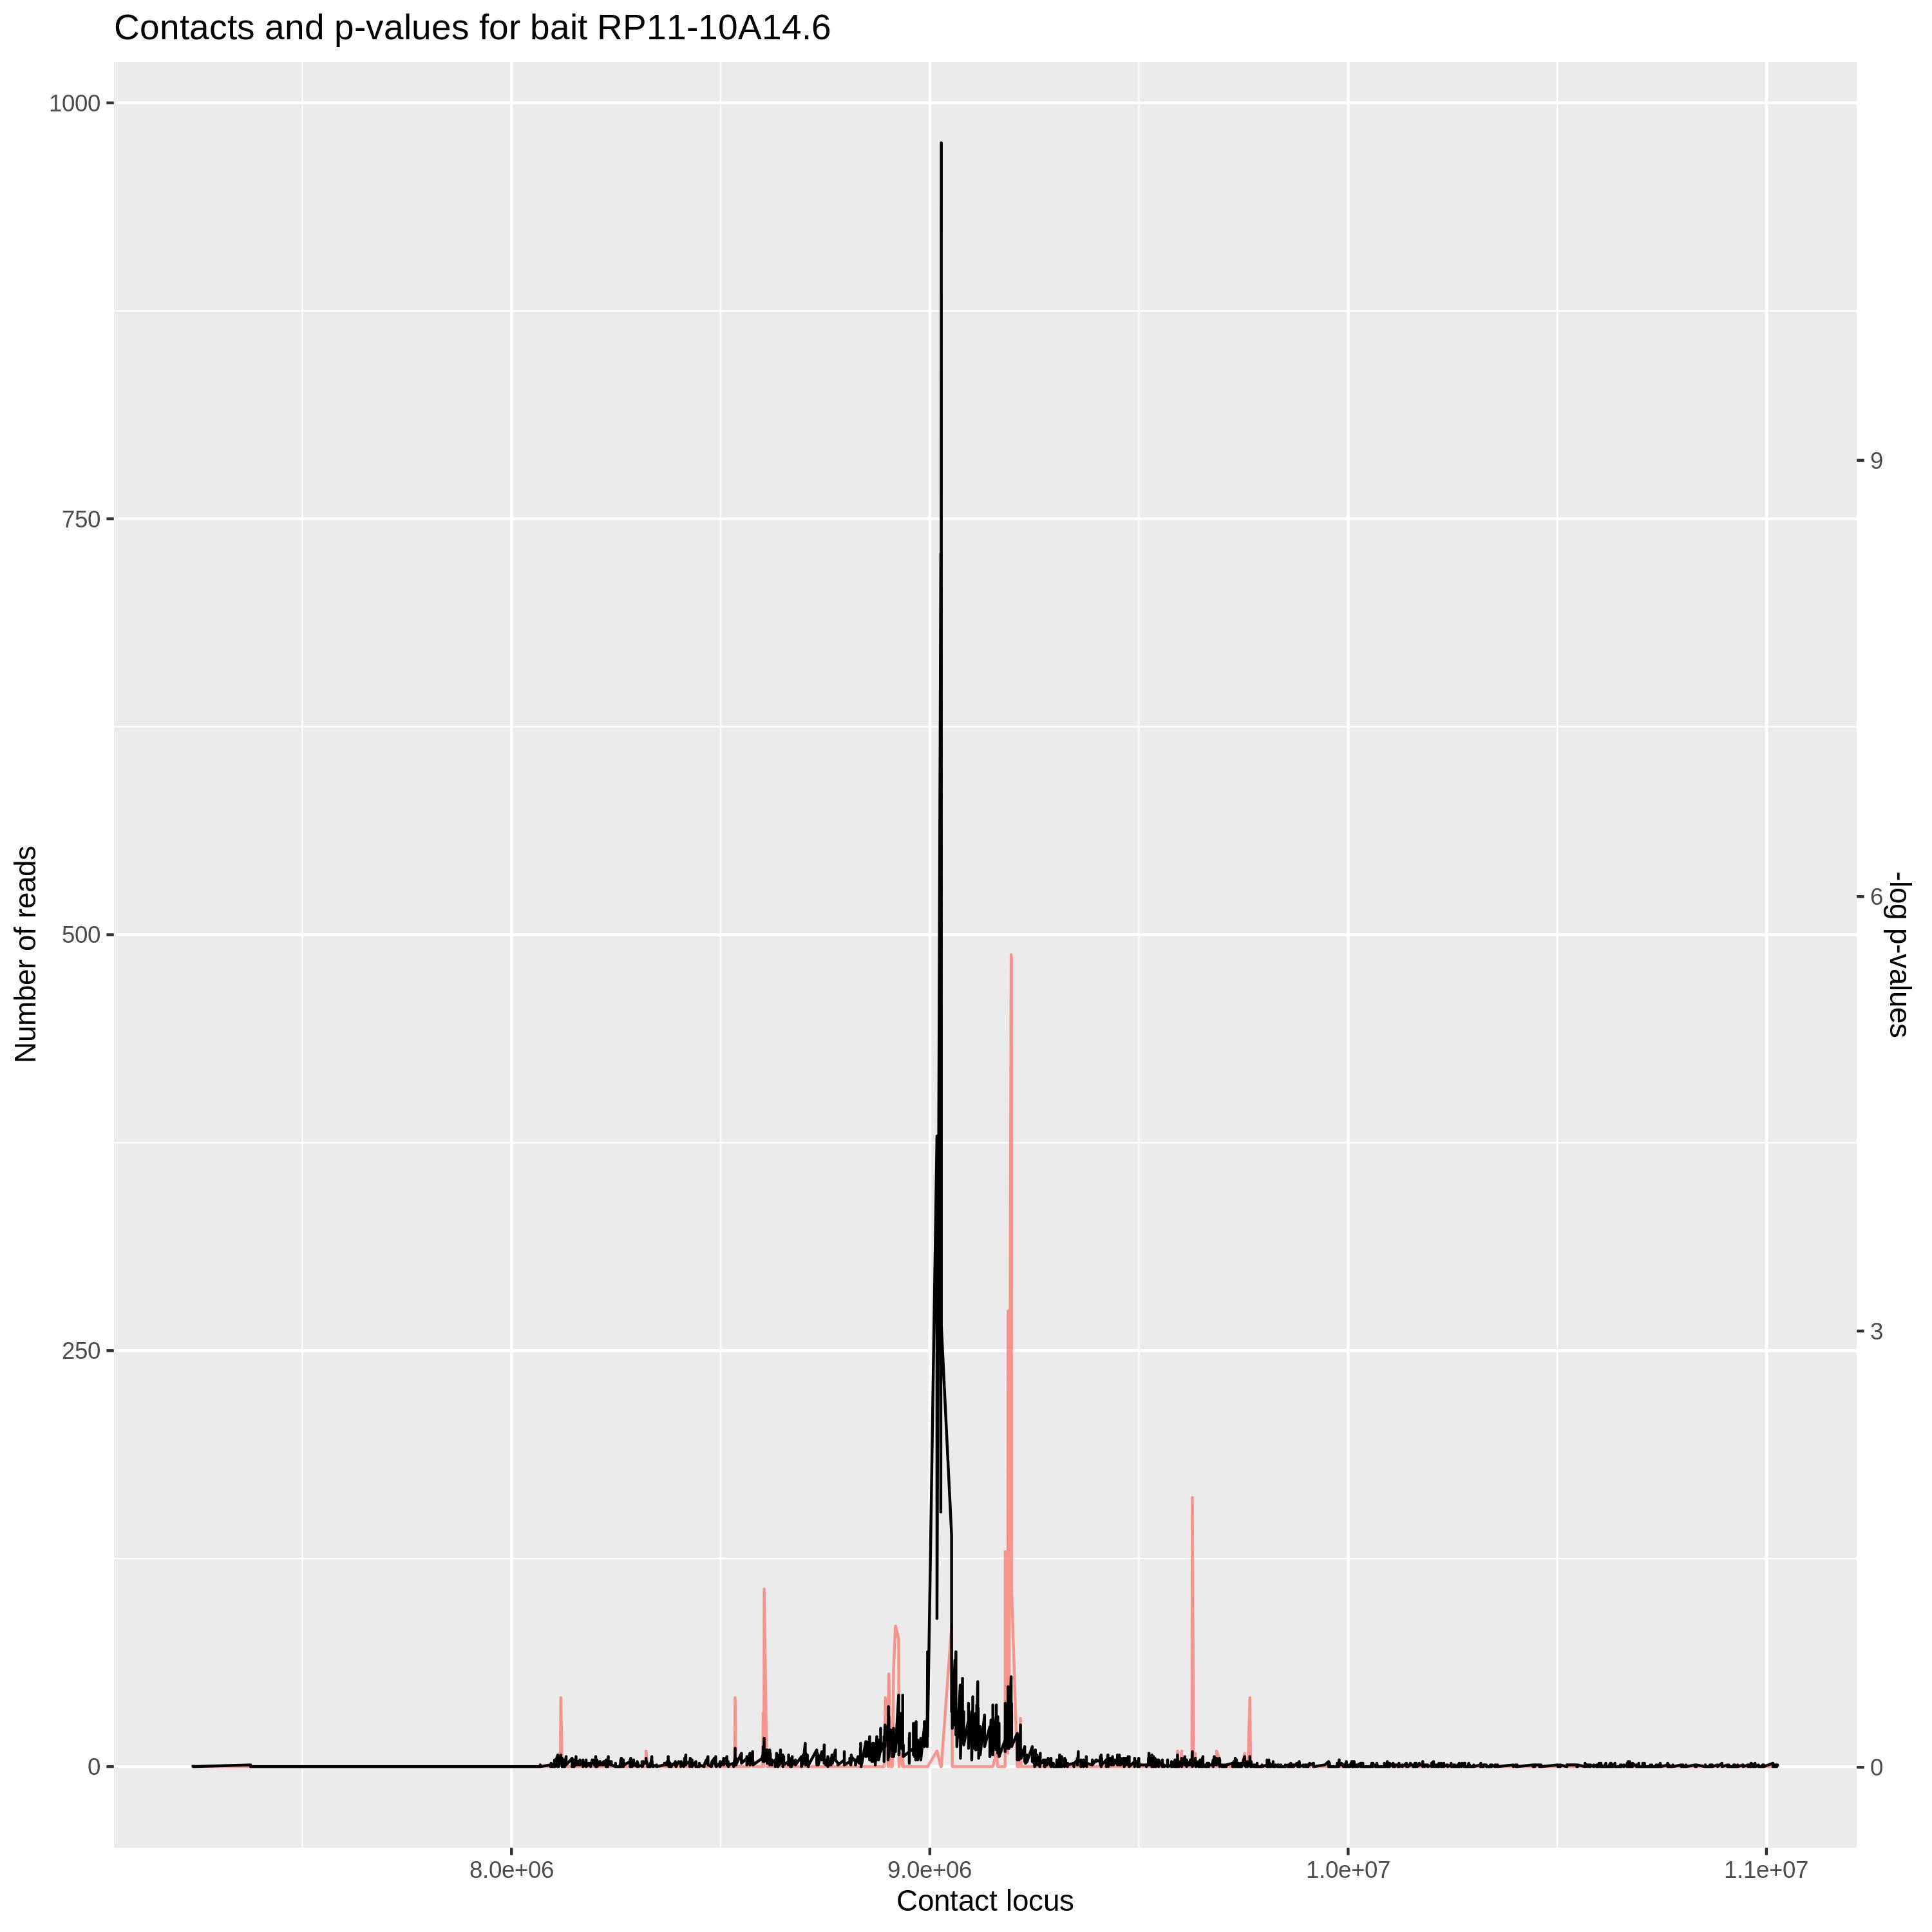 Contacts and p-values for bait RP11-10A14.6
1000
750
500
250
0
Number of reads
9
6
3
0
-log p-values
8.0e+06
9.0e+06
1.0e+07
1.1e+07
Contact locus